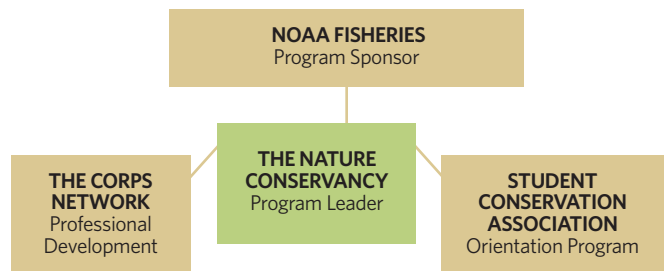 NOAA FISHERIES
Program Sponsor
THE NATURE
CONSERVANCY
Program Leader
THE CORPS
NETWORK
Professional
Development
STUDENT
CONSERVATION
ASSOCIATION
Orientation Program